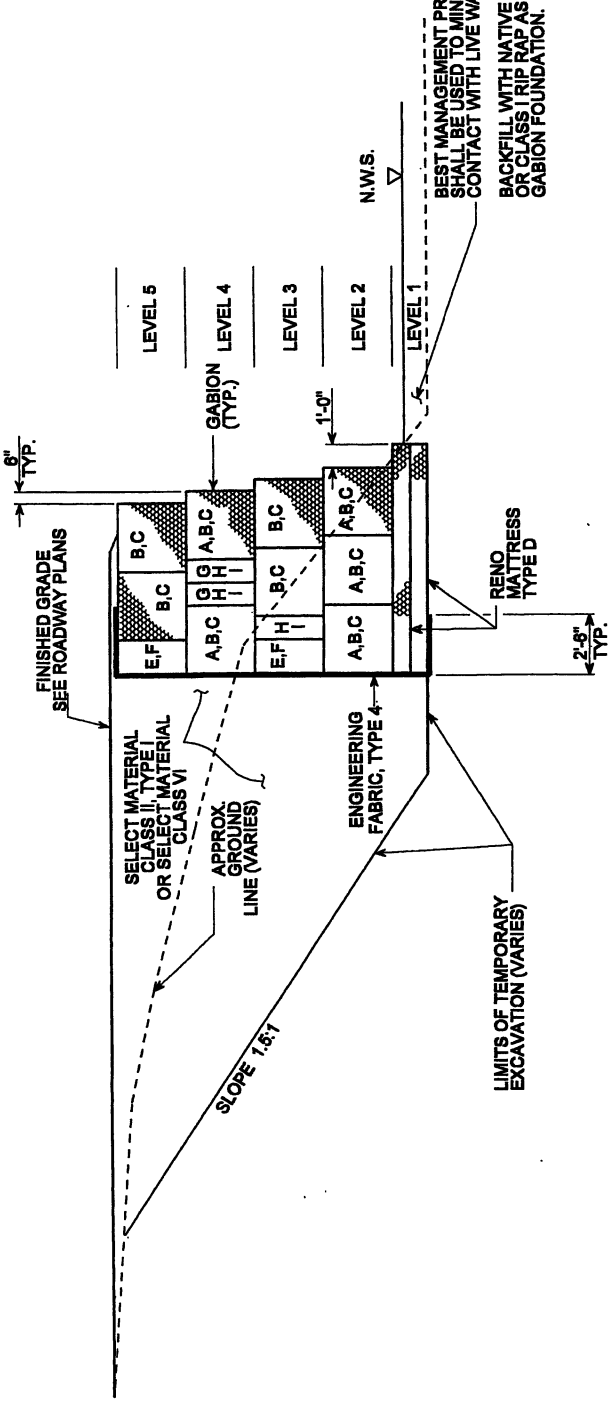 FINISHED GRADE
SEE ROADWAY PLANS
6"
TYP.
SELECT MATERIAL
CLASS II, TYPE I
OR SELECT MATERIAL
CLASS VI
APPROX.
GROUND
LINE (VARIES)
E,F
B,C
B,C
LEVEL 5
A,B,C
G
H
I
G
H
I
A,B,C
LEVEL 4
GABION
(TYP.)
E,F
H
I
B,C
B,C
LEVEL 3
A,B,C
A,B,C
A,B,C
LEVEL 2
1'-0"
LEVEL 1
N.W.S.
ENGINEERING
FABRIC, TYPE 4
SLOPE 1.5:1
LIMITS OF TEMPORARY
EXCAVATION (VARIES)
RENO
MATTRESS
TYPE D
2'-6"
TYP.
BEST MANAGEMENT PR
SHALL BE USED TO MIN
CONTACT WITH LIVE WA
BACKFILL WITH NATIVE
OR CLASS I RIP RAP AS
GABION FOUNDATION.